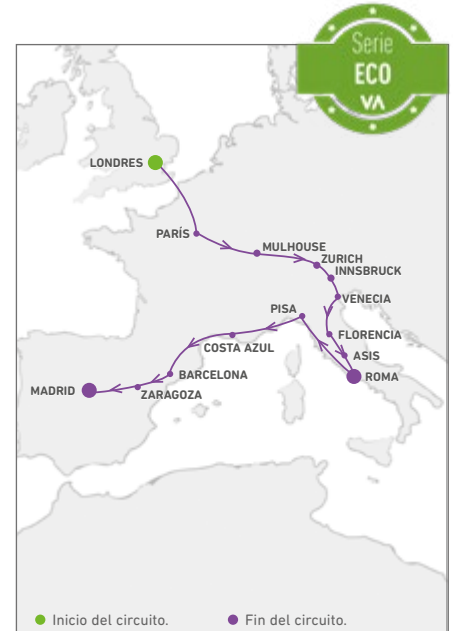 Serie
ECO
VA
LONDRES
PARÍS
MULHOUSE
ZURICH
INNSBRUCK
VENECIA
PISA
FLORENCIA
COSTA AZUL
ASIS
BARCELONA
ROMA
MADRID
ZARAGOZA
Inicio del circuito.
Fin del circuito.